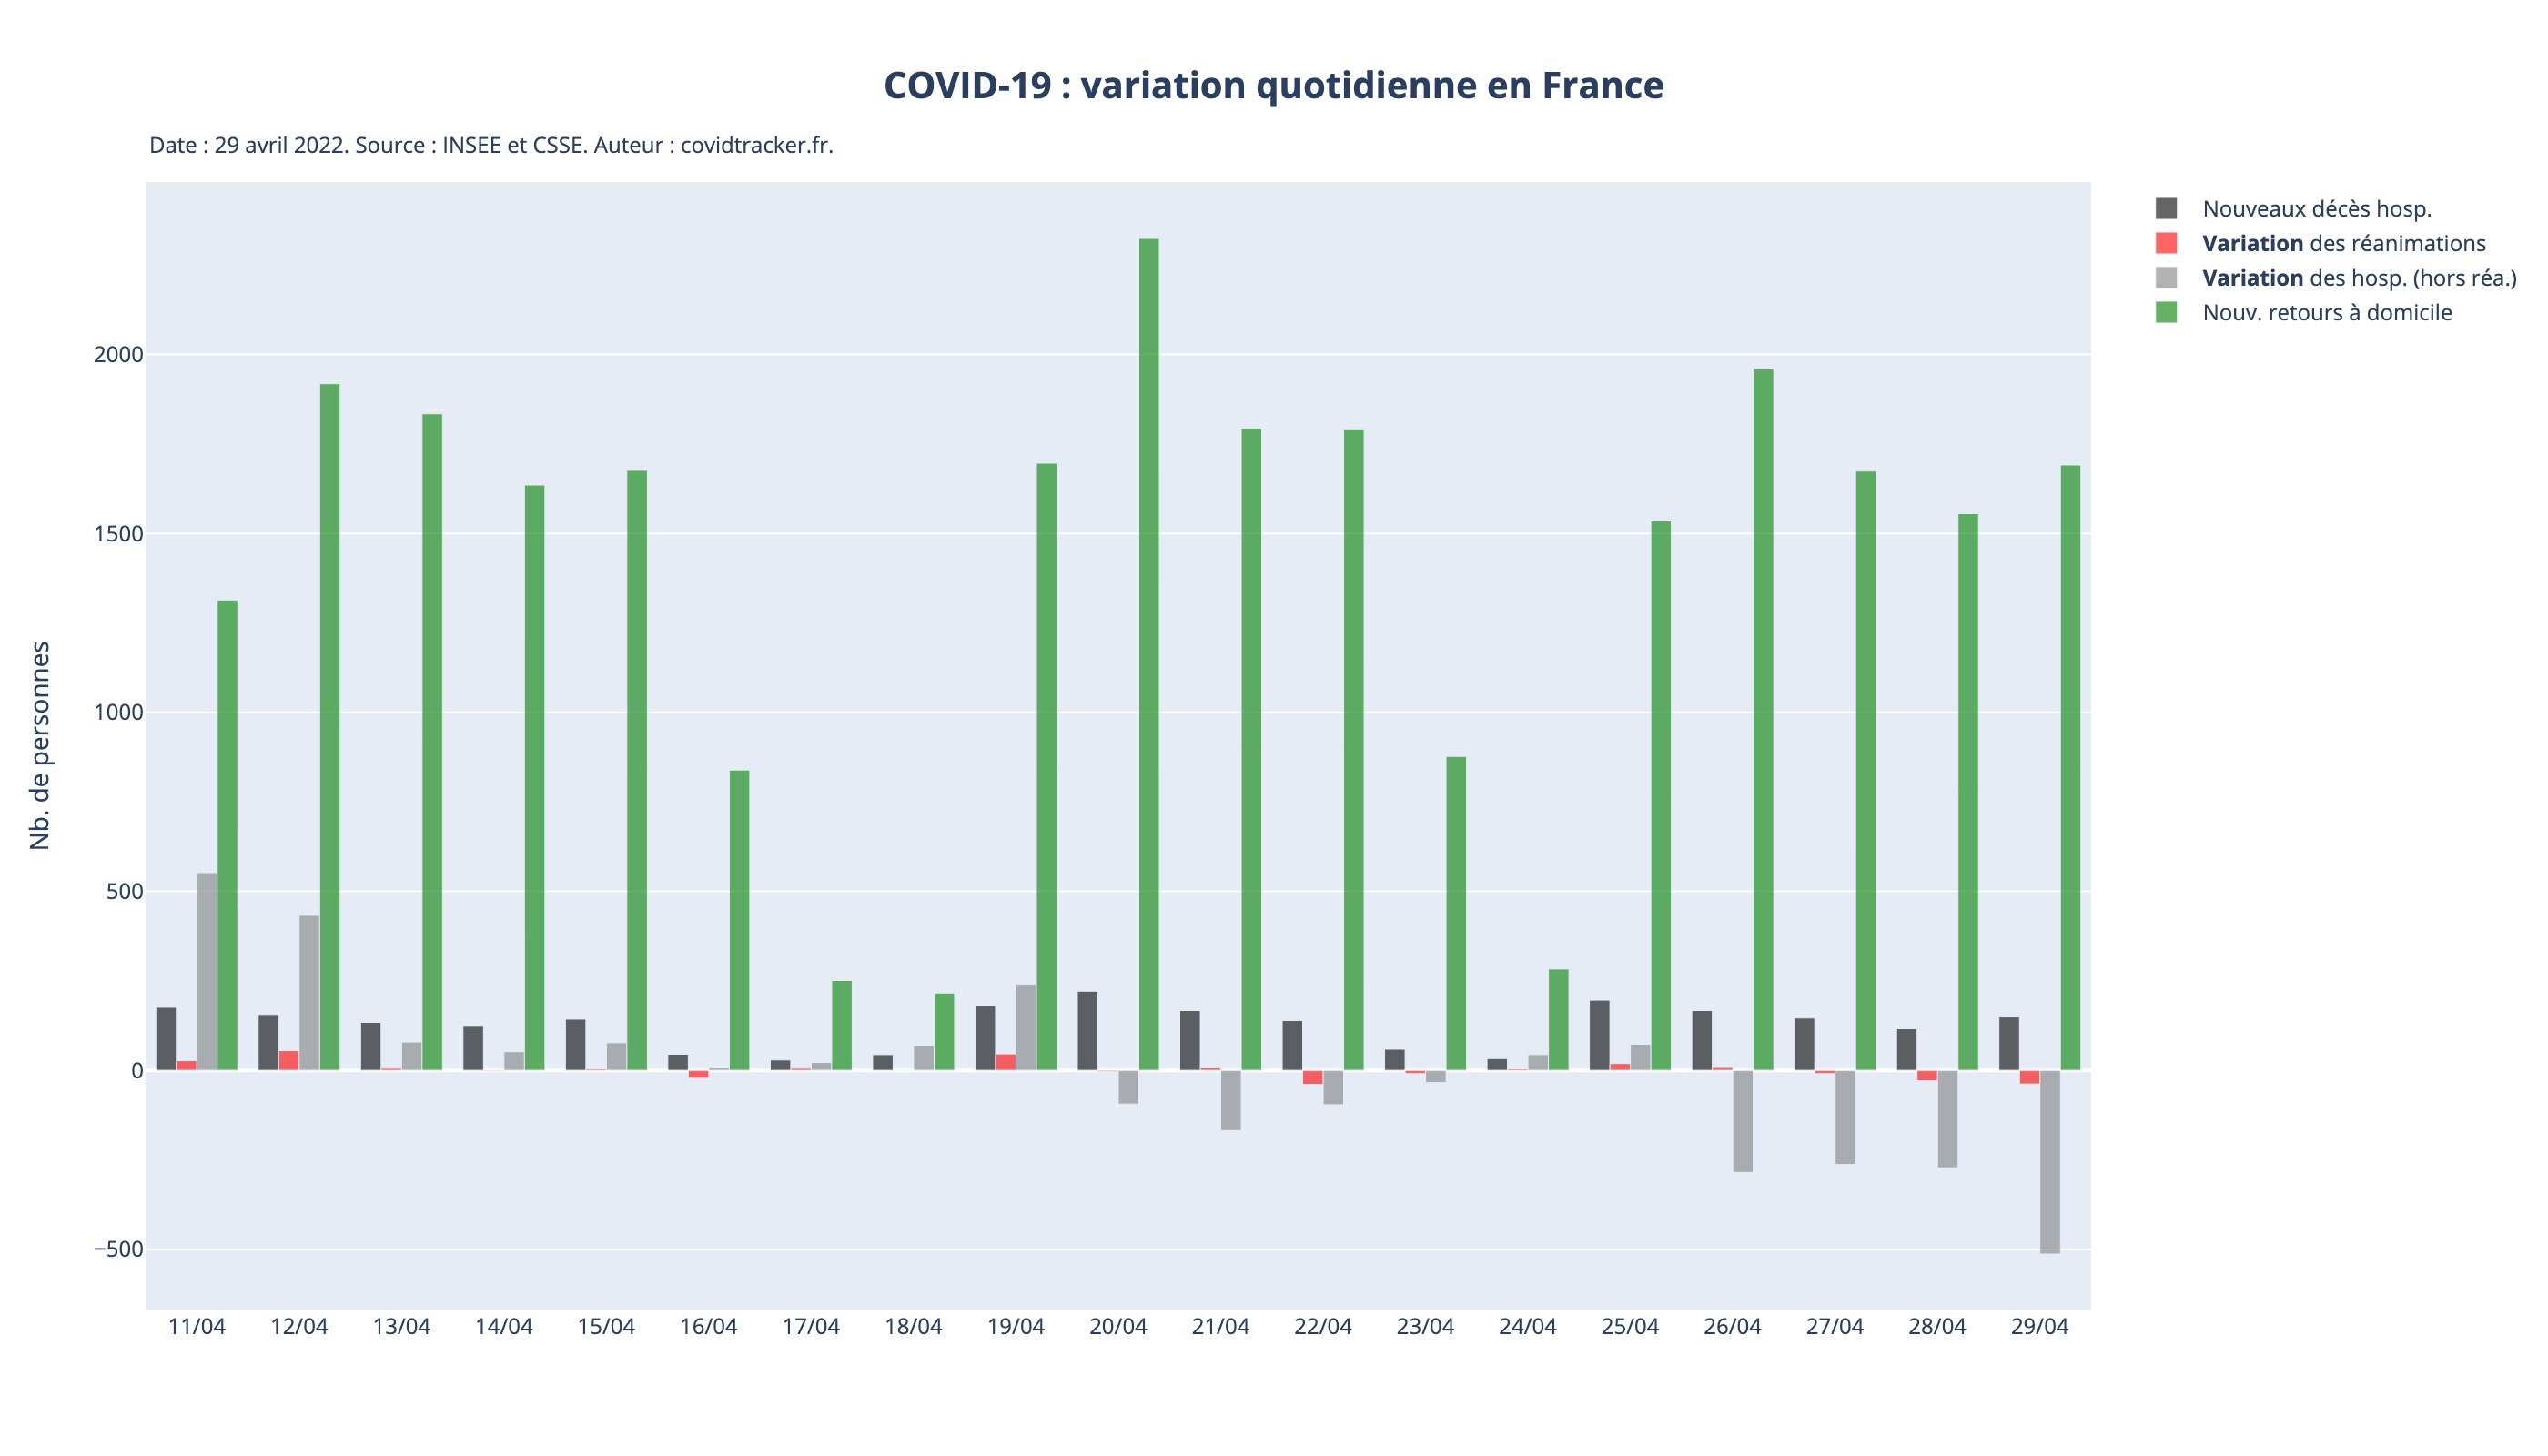 COVID-19 : variation quotidienne en France
Date : 29 avril 2022. Source : INSEE et CSSE. Auteur : covidtracker.fr.
Nouveaux décès hosp.
Variation des réanimations
Variation des hosp. (hors réa.)
Nouv. retours à domicile
Nb. de personnes
2000
1500
1000
500
0
−500
11/04 12/04 13/04 14/04 15/04 16/04 17/04 18/04 19/04 20/04 21/04 22/04 23/04 24/04 25/04 26/04 27/04 28/04 29/04